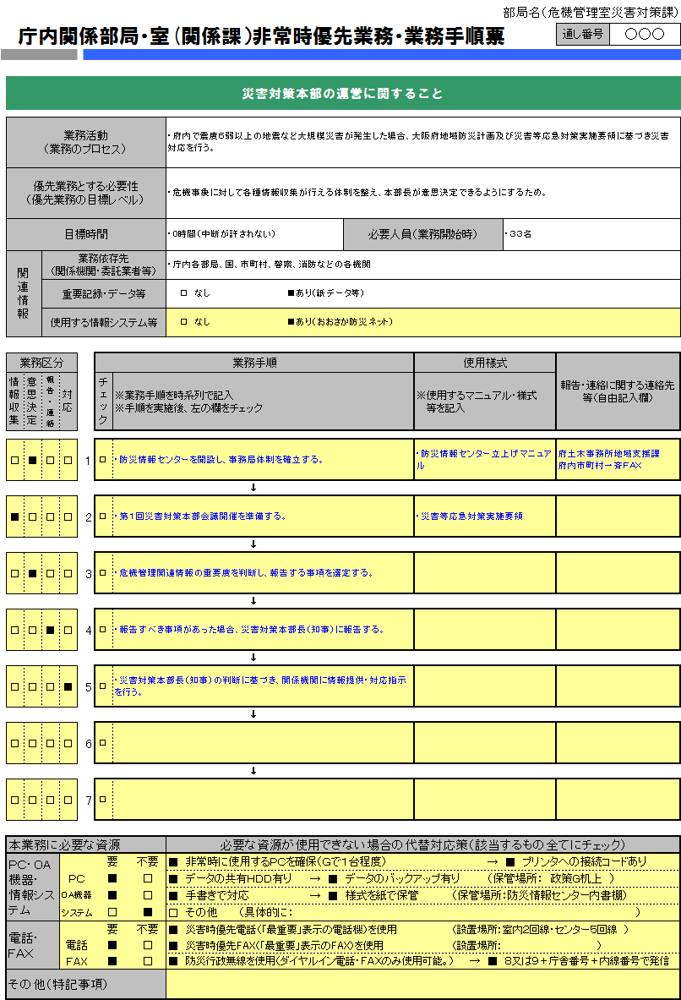 部局名(危機管理室災害対策課)
庁内関係部局・室(関係課)非常時優先業務・業務手順票
通し番号 ○○○
災害対策本部の運営に関すること
業務活動
(業務のプロセス)
・府内で震度6弱以上の地震など大規模災害が発生した場合、大阪府地域防災計画及び災害等応急対策実施要領に基づき災害
対応を行う。
優先業務とする必要性
(優先業務の目標レベル)
・危機事象に対して各種情報収集が行える体制を整え、本部長が意思決定できるようにするため。
目標時間
・0時間(中断が許されない)
必要人員(業務開始時)
・33名
関連情報
業務依存先
(関係機関・委託業者等)
・庁内各部局、国、市町村、警察、消防などの各機関
重要記録・データ等
□ なし ■あり(紙データ等)
使用する情報システム等
□ なし ■あり(おおさか防災ネット)
業務区分
情報収集
意思決定
報告・連絡
対応
業務手順
チェック
※業務手順を時系列で記入
※手順を実施後、左の欄をチェック
使用様式
※使用するマニュアル・様式
等を記入
報告・連絡に関する連絡先
等(自由記入欄)
□ ■ □ □ 1 □ ・防災情報センターを開設し、事務局体制を確立する。
・防災情報センター立上げマニュア
ル
府土木事務所地域支援課
府内市町村一斉FAX
↓
■ □ □ □ 2 □ ・第1回災害対策本部会議開催を準備する。 ・災害等応急対策実施要領
↓
□ ■ □ □ 3 □ ・危機管理関連情報の重要度を判断し、報告する事項を選定する。
↓
□ □ ■ □ 4 □ ・報告すべき事項があった場合、災害対策本部長(知事)に報告する。
↓
□ □ □ ■ 5 □ ・災害対策本部長(知事)の判断に基づき、関係機関に情報提供・対応指示
を行う。
↓
□ □ □ □ 6 □
↓
□ □ □ □ 7 □
本業務に必要な資源 必要な資源が使用できない場合の代替対応策(該当するもの全てにチェック)
PC・OA
機器・
情報シス
テム
要 不要
PC ■ □
OA機器 ■ □
システム □ ■
■ 非常時に使用するPCを確保(Gで1台程度) → ■ プリンタへの接続コードあり
■ データの共有HDD有り → ■ データのバックアップ有り (保管場所: 政策G机上 )
■ 手書きで対応 → ■ 様式を紙で保管 (保管場所:防災情報センター内書棚)
□ その他 (具体的に: )
電話・
FAX
要 不要
電話 ■ □
FAX ■ □
■ 災害時優先電話(「最重要」表示の電話機)を使用 (設置場所:室内2回線・センター5回線 )
■ 災害時優先FAX(「最重要」表示のFAX)を使用 (設置場所: )
■ 防災行政無線を使用(ダイヤルイン電話・FAXのみ使用可能。) → ■ 8又は9+庁舎番号+内線番号で発信
その他(特記事項)